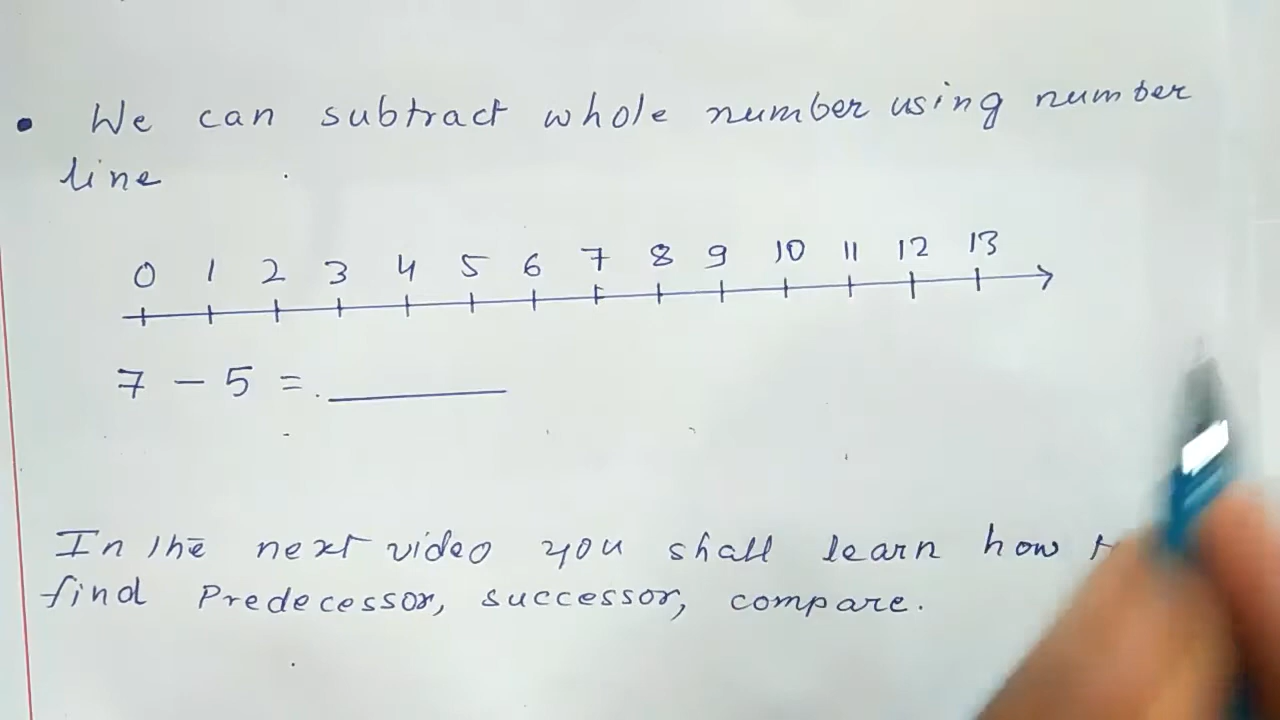 • We can subtract whole number using number
line
0 1 2 3 4 5 6 7 8 9 10 11 12 13
7 - 5 = ______
In the next video you shall learn how
find Predecessor, successor, compare.